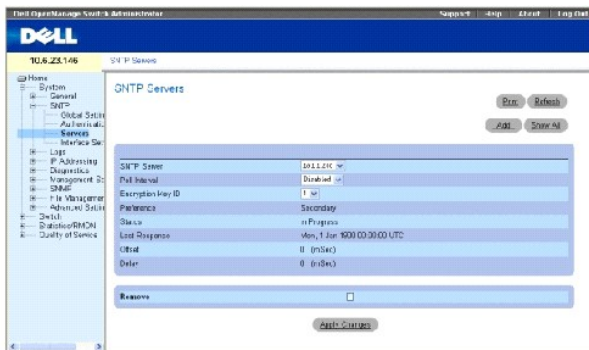 Dell OpenManage Switch Administrator
Support Help About Log Out
DELL
10.6.23.146
SNTP Servers
Home
System
General
SNTP
Global Settin
Authenticati
Servers
Interface Se
Logs
IP Addressing
Diagnostics
Management Se
SNMP
File Managemen
Advanced Settin
Switch
Statistics/RMON
Quality of Service
SNTP Servers
Print Refresh
Add Show All
SNTP Server
Poll Interval Disabled
Encryption Key ID 1
Preference Secondary
Status In Progress
Last Response Mon, 1 Jan 1900 00:00:00 UTC
Offset 0 (mSec)
Delay 0 (mSec)
Remove
Apply Changes